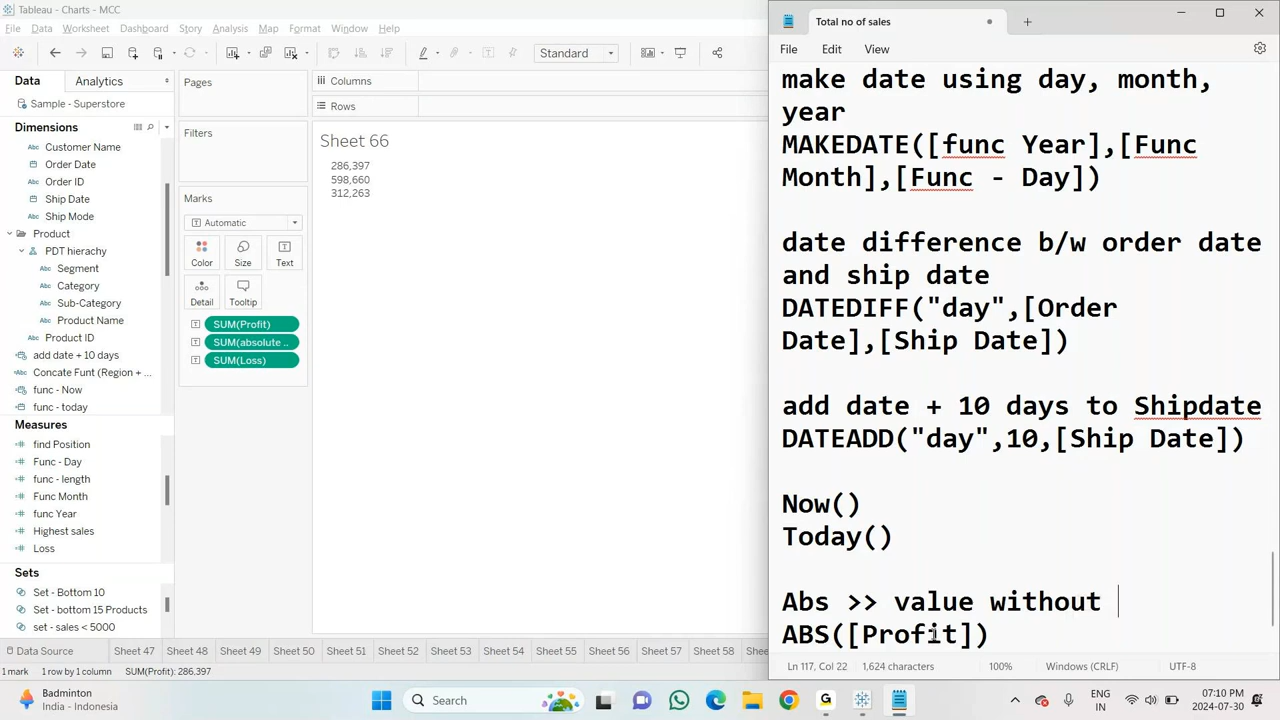 Tableau - Charts - MCC
File Data Worksheet Dashboard Story Analysis Map Format Window Help
Standard
Data Analytics
Sample - Superstore
Dimensions
Customer Name
Order Date
Order ID
Ship Date
Ship Mode
Product
PDT hierachy
Segment
Category
Sub-Category
Product Name
Product ID
add date + 10 days
Concate Funt (Region + ...
func - Now
func - today
Measures
find Position
Func - Day
func - length
Func Month
func Year
Highest sales
Loss
Sets
Set - Bottom 10
Set - bottom 15 Products
set - sales < 5000
Pages
Filters
Marks
Automatic
Color Size Text
Detail Tooltip
SUM(Profit)
SUM(absolute ..
SUM(Loss)
Columns
Rows
Sheet 66
286,397
598,660
312,263
Data Source Sheet 47 Sheet 48 Sheet 49 Sheet 50 Sheet 51 Sheet 52 Sheet 53 Sheet 54 Sheet 55 Sheet 56 Sheet 57 Sheet 58 Shee
1 mark 1 row by 1 column SUM(Profit): 286,397
Total no of sales
File Edit View
make date using day, month,
year
MAKEDATE([func Year],[Func
Month],[Func - Day])
date difference b/w order date
and ship date
DATEDIFF("day",[Order
Date],[Ship Date])
add date + 10 days to Shipdate
DATEADD("day",10,[Ship Date])
Now()
Today()
Abs >> value without
ABS([Profit])
Ln 117, Col 22 1,624 characters 100% Windows (CRLF) UTF-8
Badminton
India - Indonesia
Search
ENG
IN
07:10 PM
2024-07-30